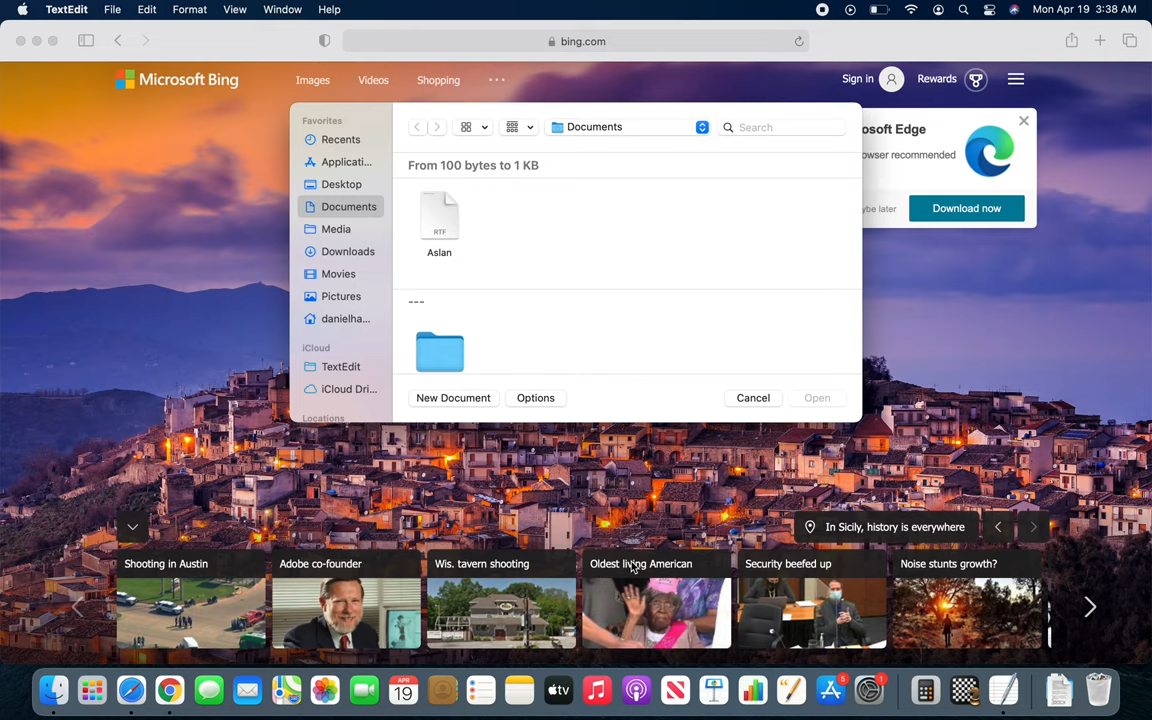 TextEdit File Edit Format View Window Help Mon Apr 19 3:38 AM
bing.com
Microsoft Bing Images Videos Shopping Sign in Rewards
Favorites
Recents
Applicati...
Desktop
Documents
Media
Downloads
Movies
Pictures
danielha...
iCloud
TextEdit
iCloud Dri...
Locations
Documents Search
From 100 bytes to 1 KB
RTF
Aslan
---
New Document Options Cancel Open
osoft Edge
owser recommended
ybe later Download now
In Sicily, history is everywhere
Shooting in Austin Adobe co-founder Wis. tavern shooting Oldest living American Security beefed up Noise stunts growth?
APR
19
tv
5
1